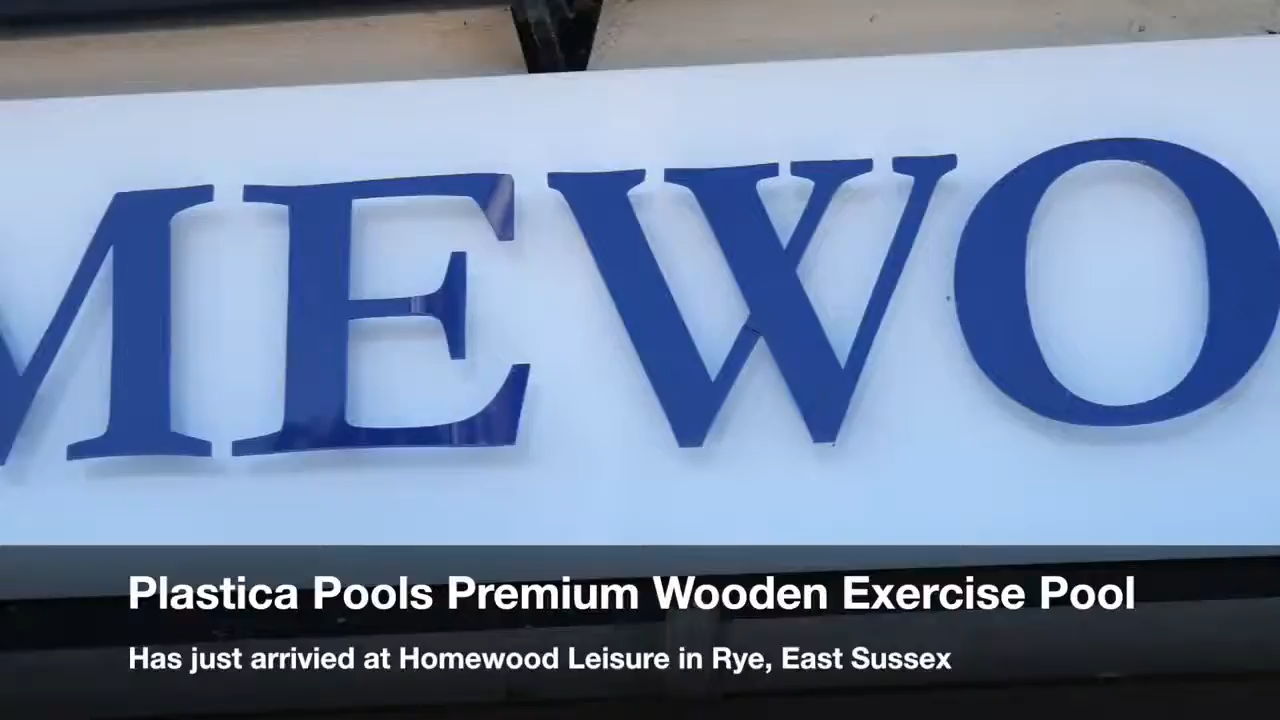 MEWO
Plastica Pools Premium Wooden Exercise Pool
Has just arrivied at Homewood Leisure in Rye, East Sussex